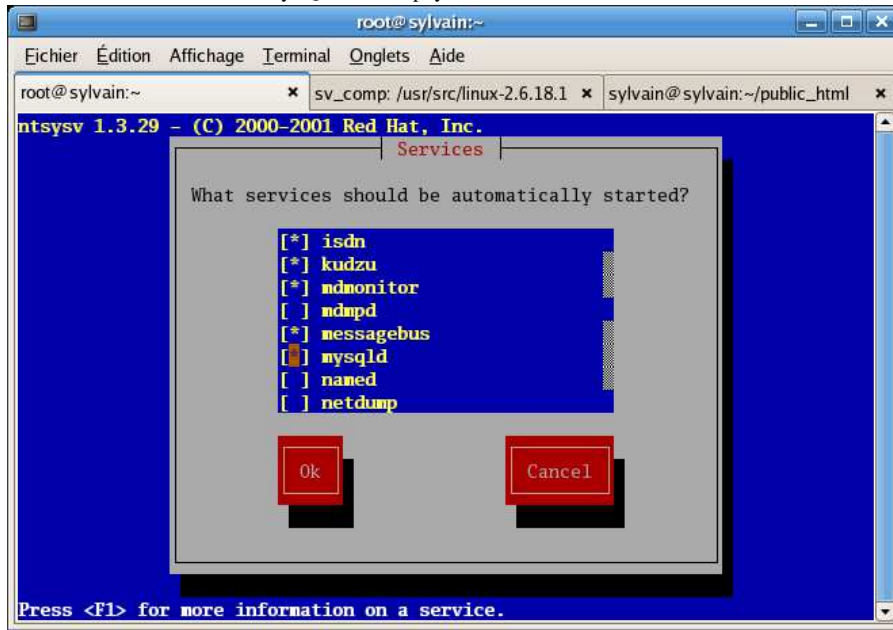 root@sylvain:~
Fichier Édition Affichage Terminal Onglets Aide
root@sylvain:~ sv_comp: /usr/src/linux-2.6.18.1 sylvain@sylvain:~/public_html
ntsysv 1.3.29 - (C) 2000-2001 Red Hat, Inc.
Services
What services should be automatically started?
[*] isdn
[*] kudzu
[*] mdmonitor
[ ] mdmpd
[*] messagebus
[*] mysqld
[ ] named
[ ] netdump
Ok Cancel
Press <F1> for more information on a service.